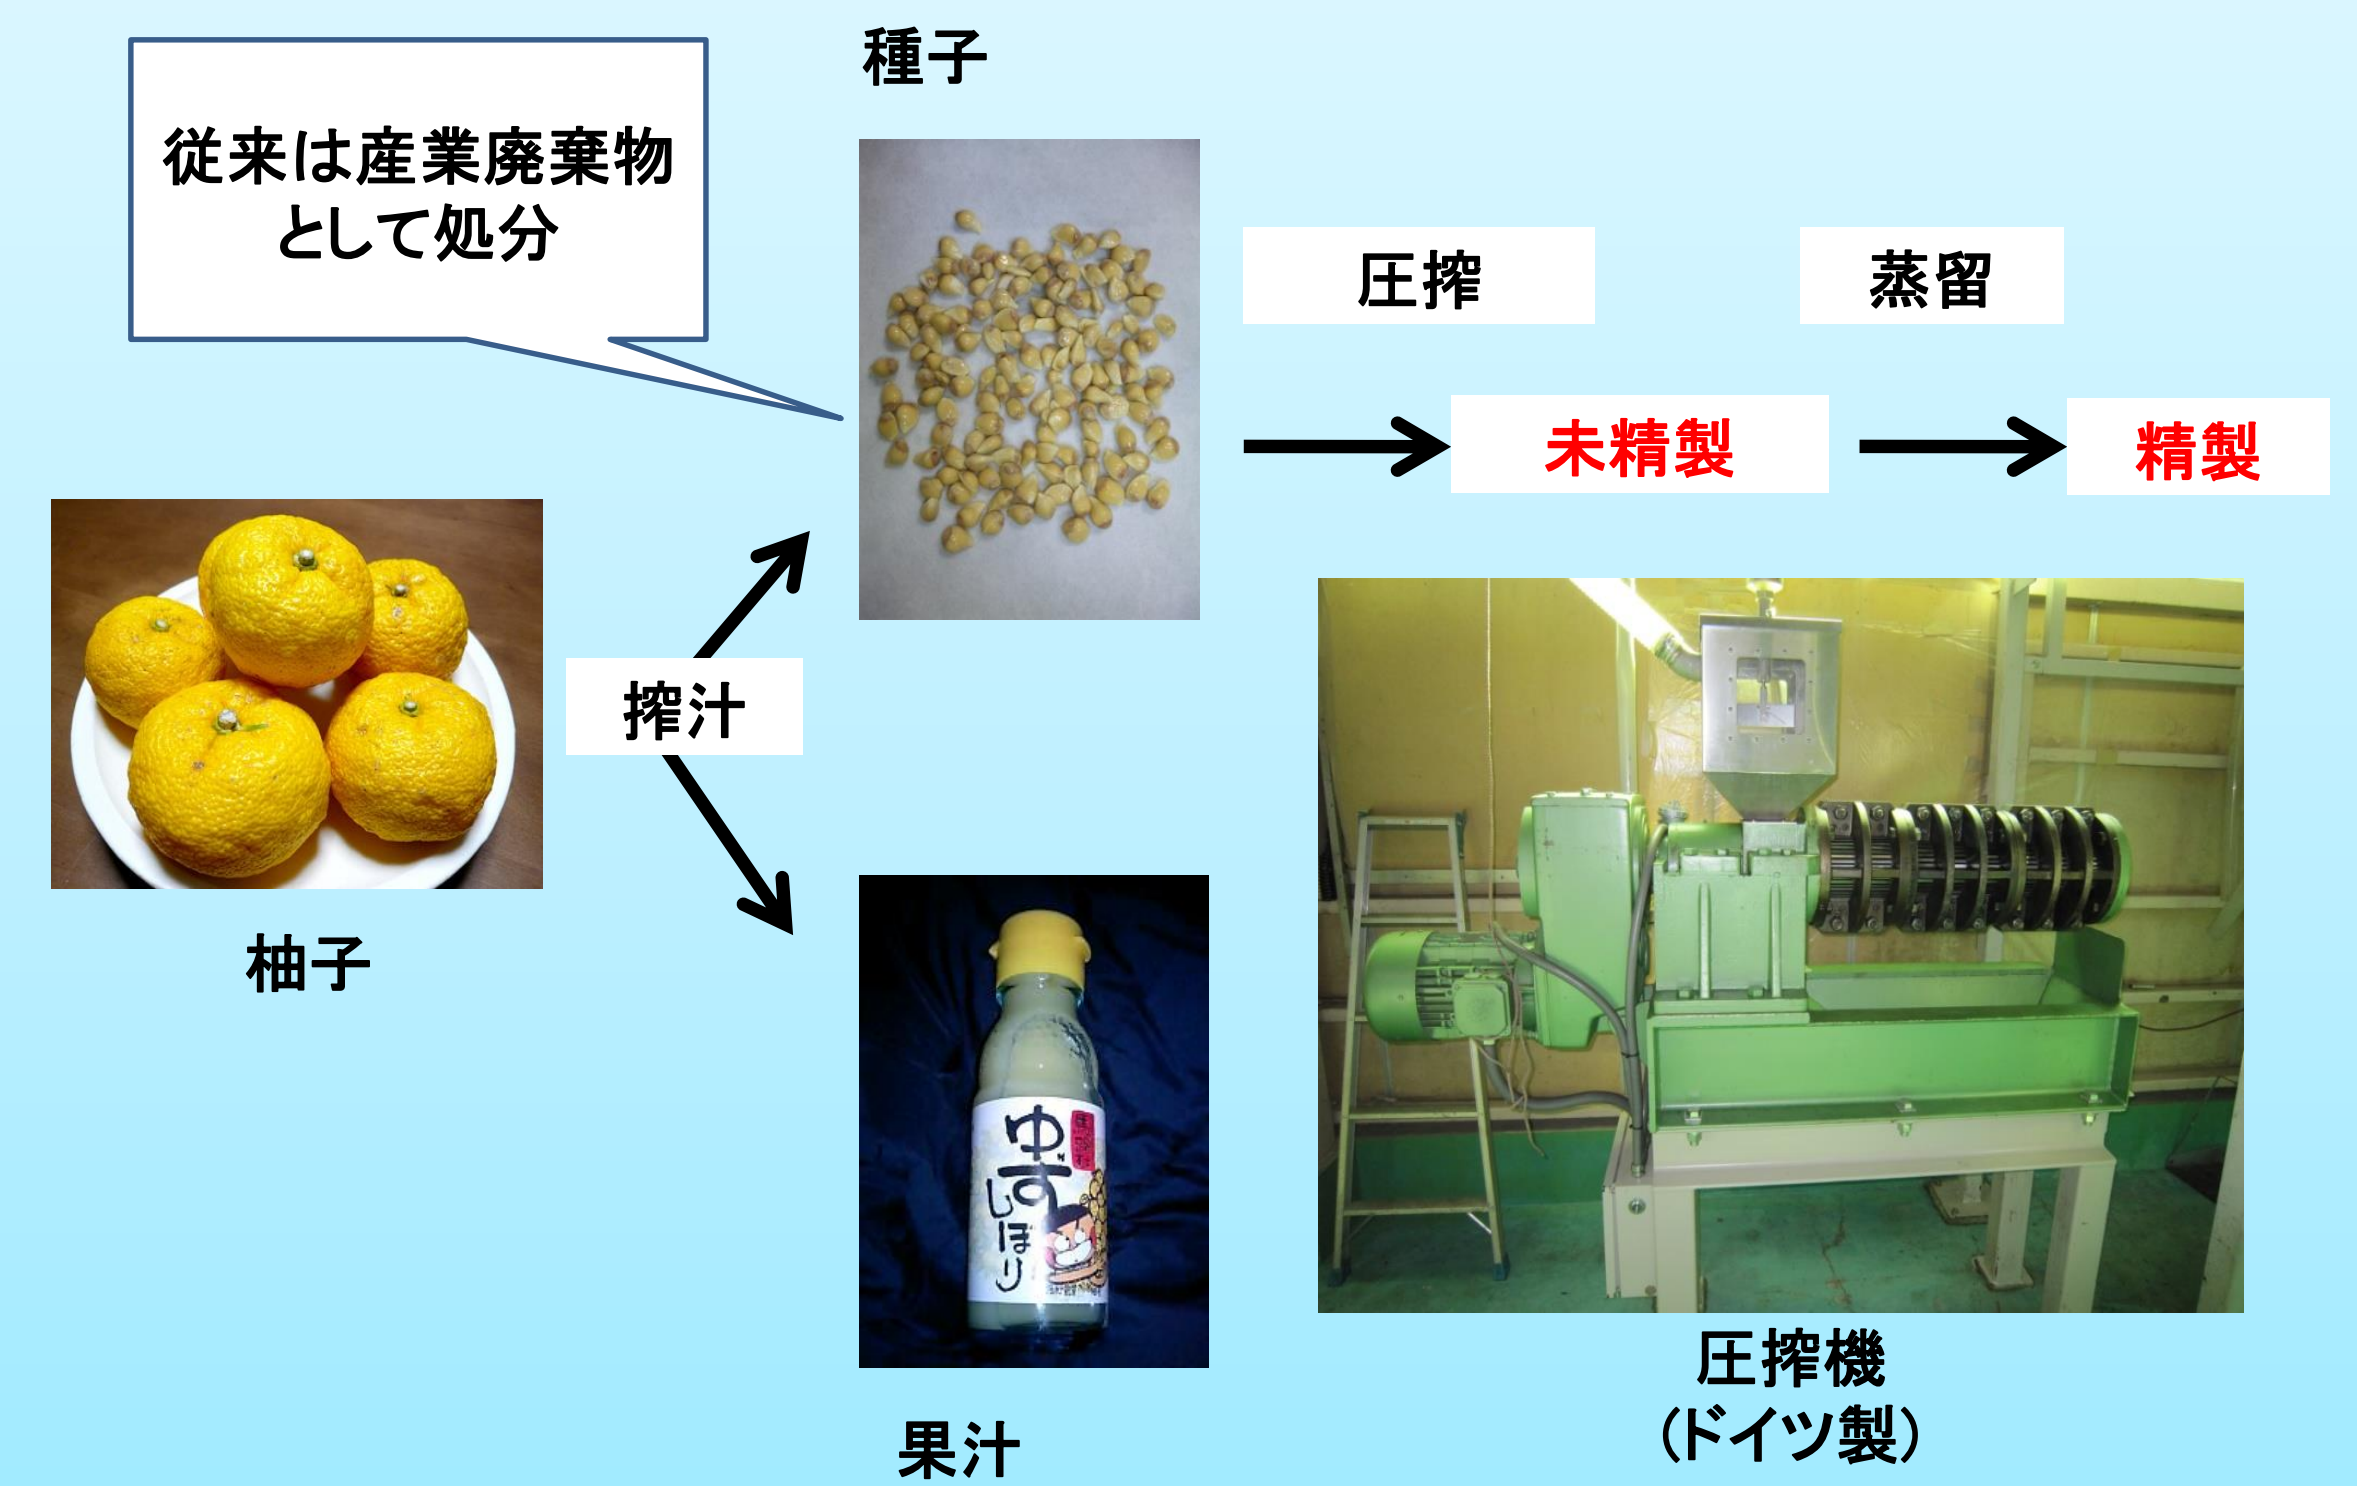 種子
従来は産業廃棄物
として処分
圧搾
蒸留
未精製
精製
搾汁
柚子
ゆず
しぼり
果汁
圧搾機
(ドイツ製)